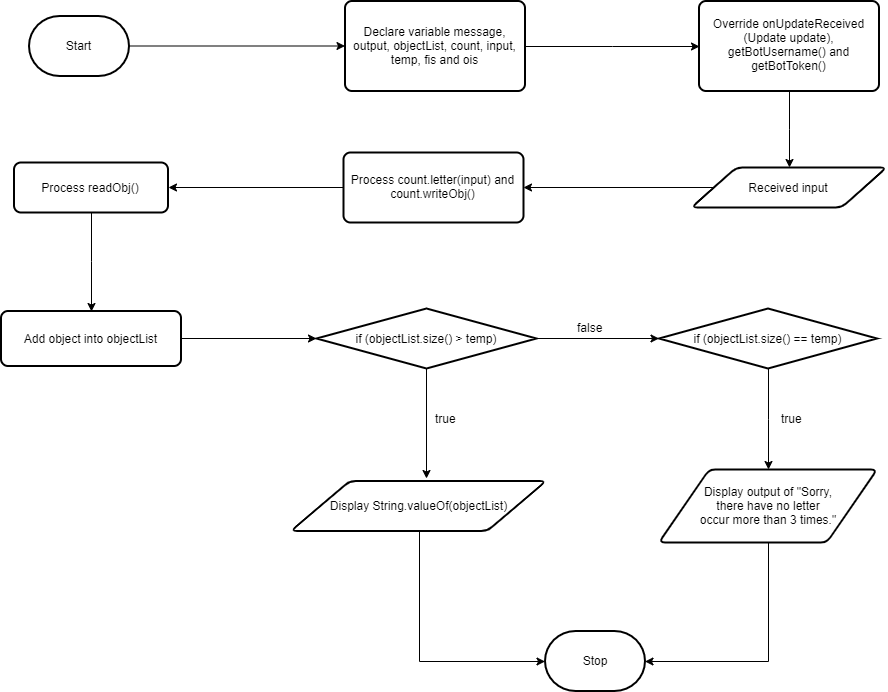 Start
Declare variable message,
output, objectList, count, input,
temp, fis and ois
Override onUpdateReceived
(Update update),
getBotUsername() and
getBotToken()
Received input
Process count.letter(input) and
count.writeObj()
Process readObj()
Add object into objectList
if (objectList.size() > temp)
false
if (objectList.size() == temp)
true
true
Display String.valueOf(objectList)
Display output of "Sorry,
there have no letter
occur more than 3 times."
Stop